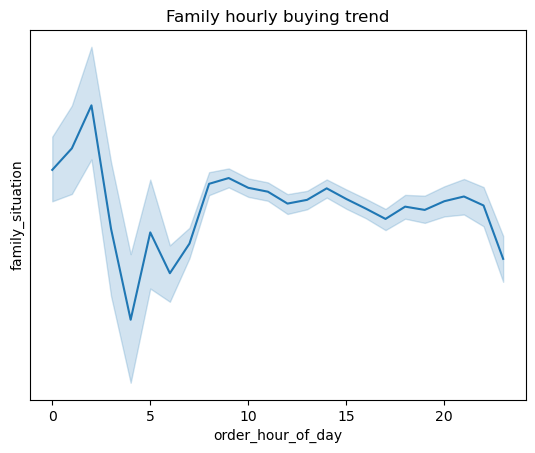 Family hourly buying trend
family_situation
0 5 10 15 20
order_hour_of_day